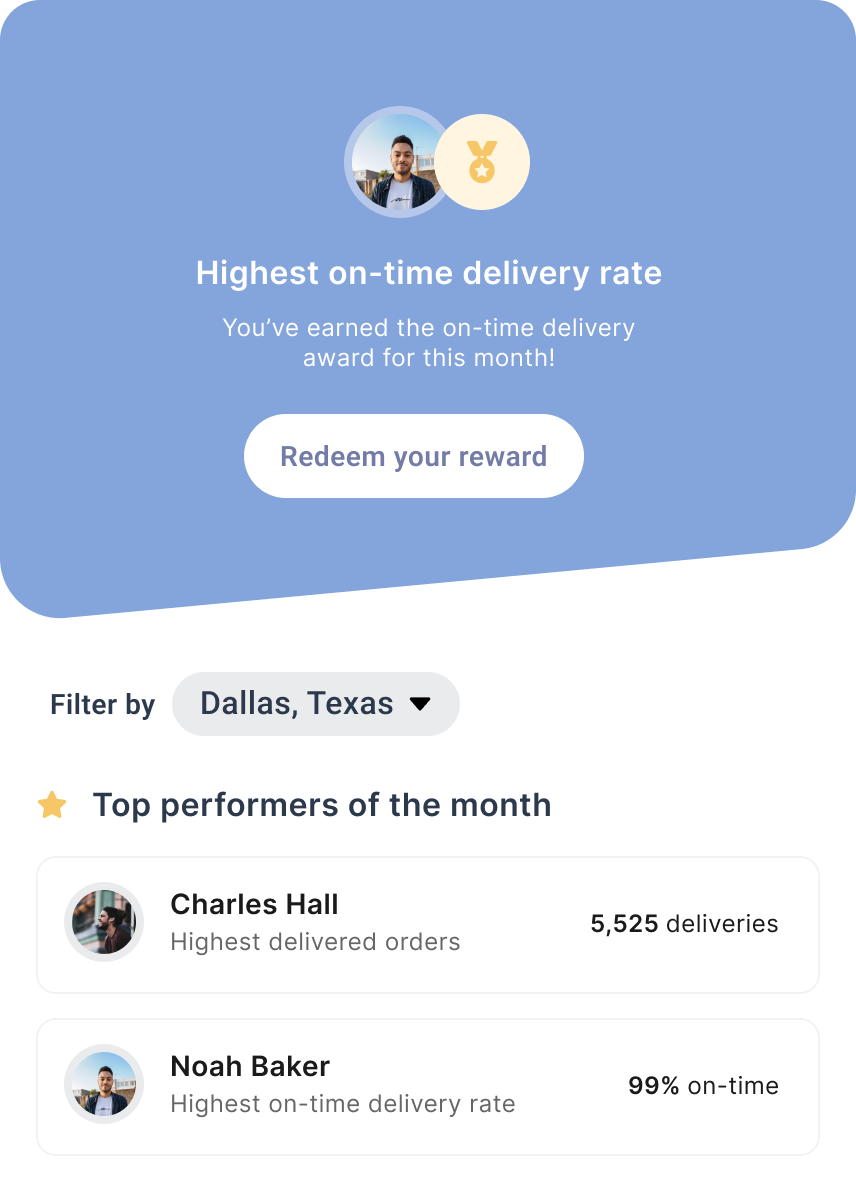 Highest on-time delivery rate
You’ve earned the on-time delivery
award for this month!
Redeem your reward
Filter by
Dallas, Texas
Top performers of the month
Charles Hall
Highest delivered orders
5,525 deliveries
Noah Baker
Highest on-time delivery rate
99% on-time